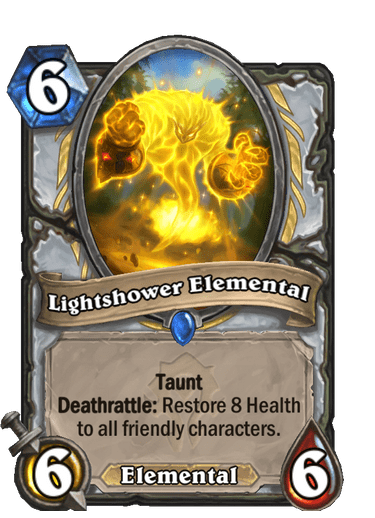 6
Lightshower Elemental
Taunt
Deathrattle: Restore 8 Health
to all friendly characters.
6
Elemental
6